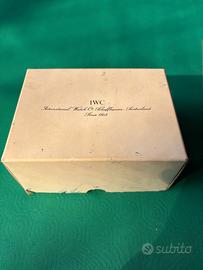 IWC
International Watch Co Schaffhausen - Switzerland
Since 1868
subito